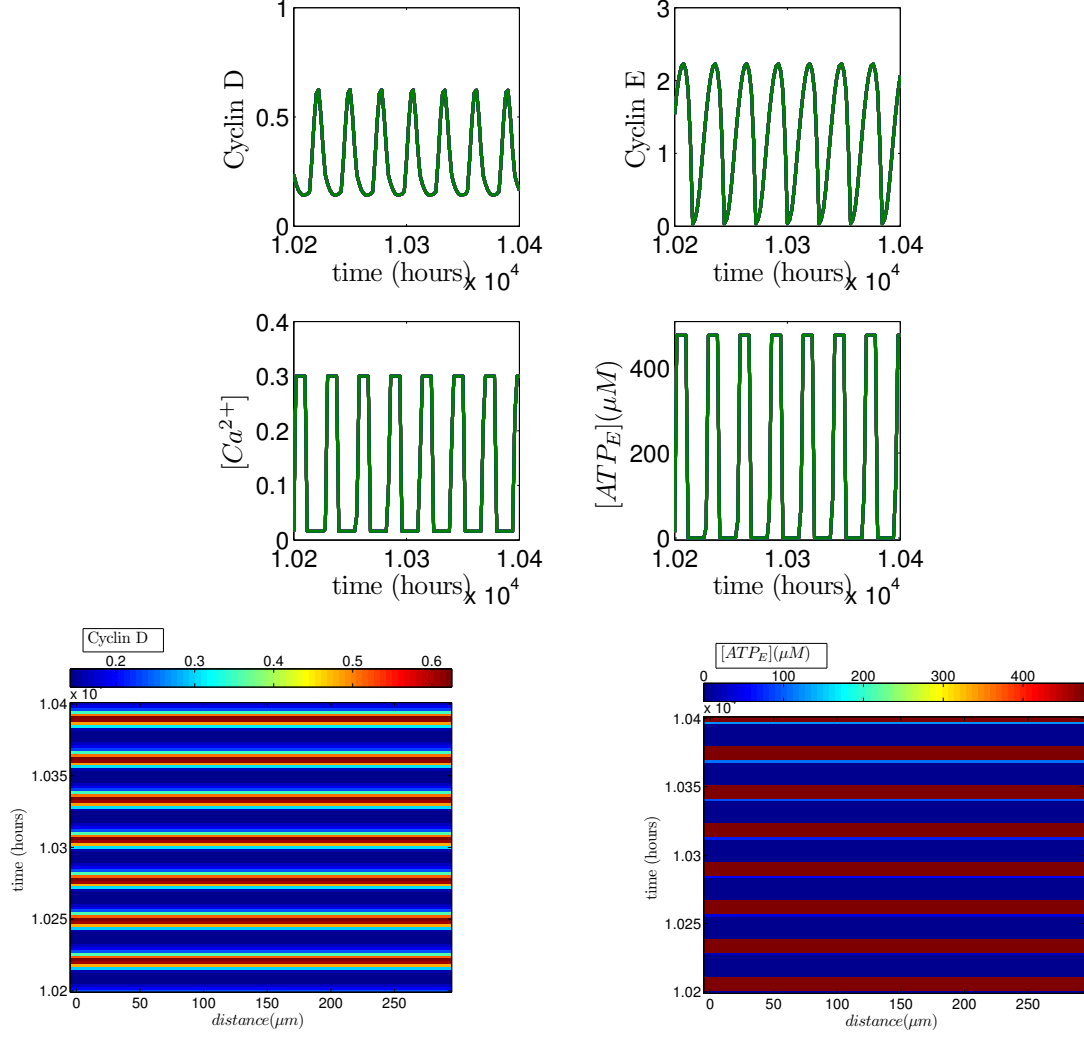 Cyclin D
1
0.5
0
1.02 1.03 1.04
time (hours)
x 10^4
Cyclin E
3
2
1
0
1.02 1.03 1.04
time (hours)
x 10^4
[Ca^{2+}]
0.4
0.3
0.2
0.1
0
1.02 1.03 1.04
time (hours)
x 10^4
[ATP_E](μM)
400
200
0
1.02 1.03 1.04
time (hours)
x 10^4
Cyclin D
0.2 0.3 0.4 0.5 0.6
x 10
1.04
1.035
1.03
1.025
1.02
time (hours)
0 50 100 150 200 250
distance(μm)
[ATP_E](μM)
0 100 200 300 400
x 10
1.04
1.035
1.03
1.025
1.02
time (hours)
0 50 100 150 200 250
distance(μm)